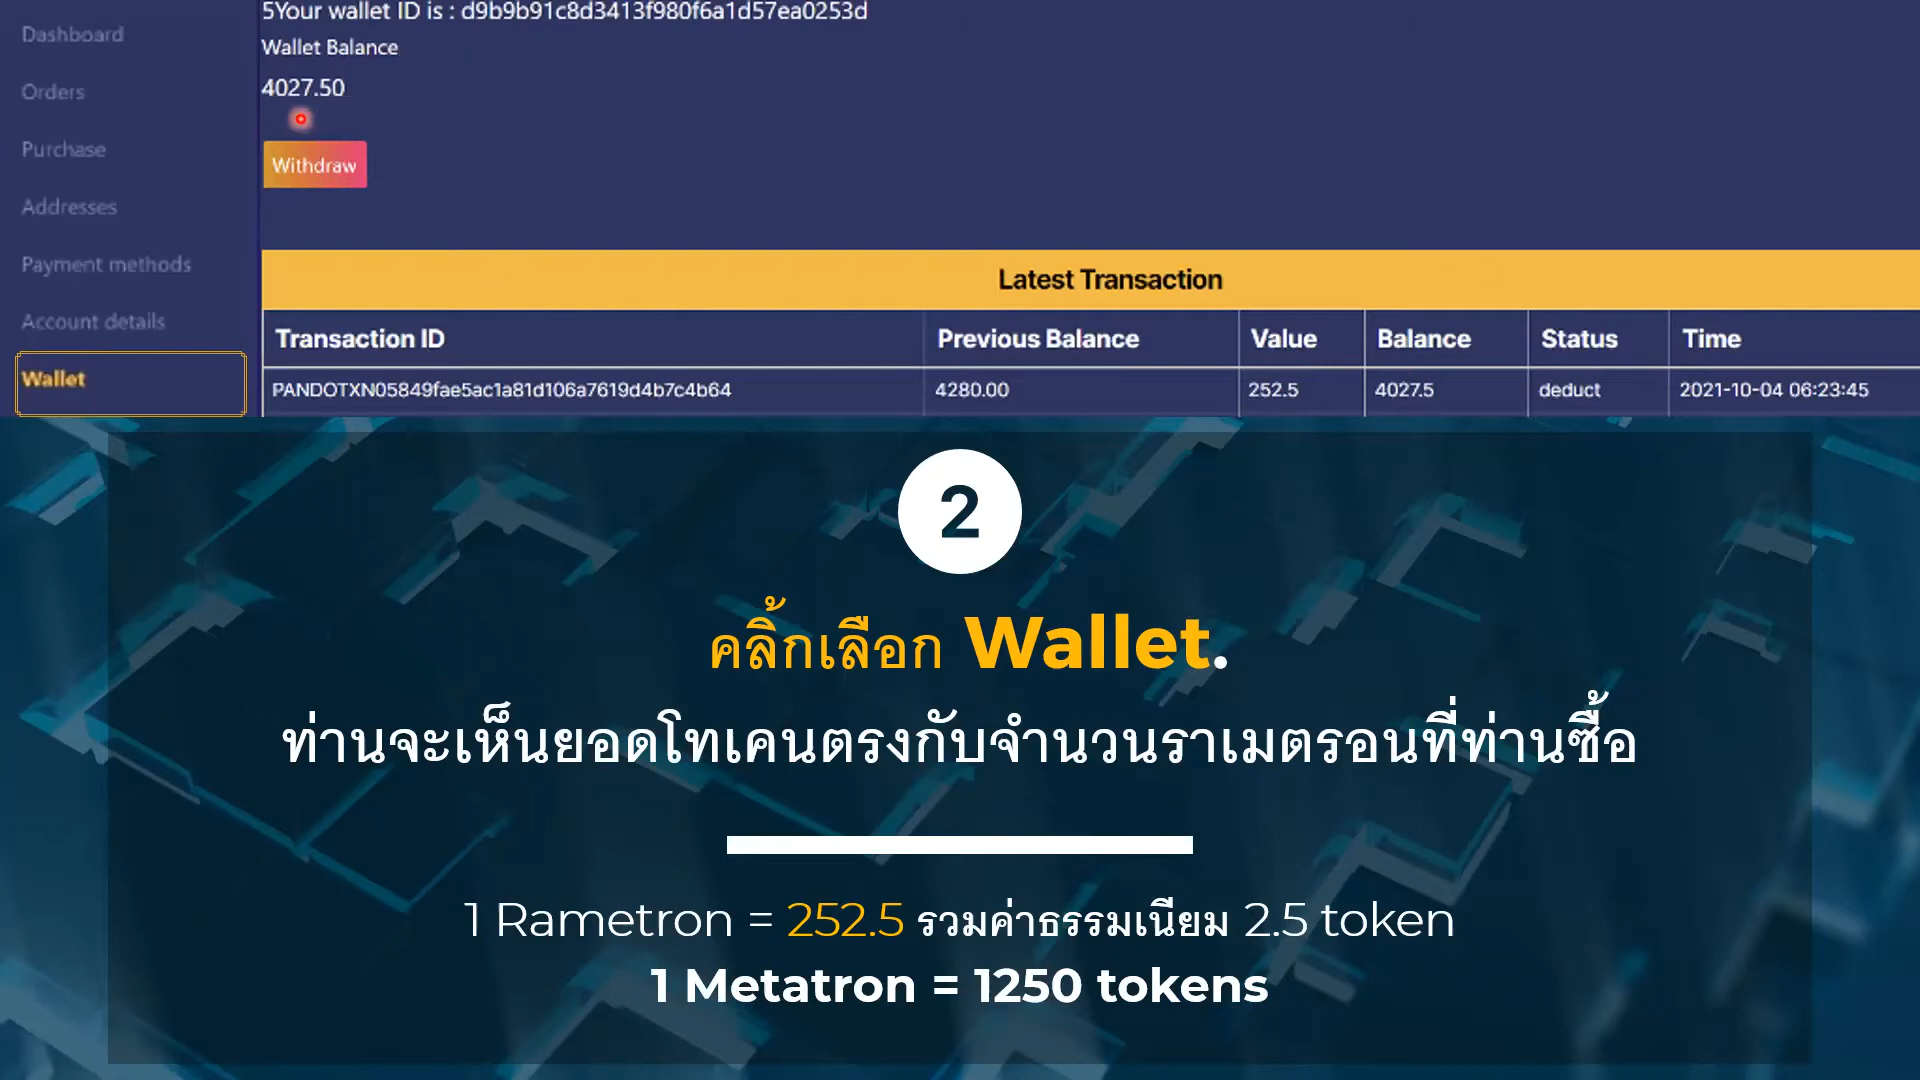 5Your wallet ID is : d9b9b91c8d3413f980f6a1d57ea0253d
Dashboard
Wallet Balance
Orders
4027.50
Purchase
Withdraw
Addresses
Payment methods
Latest Transaction
Account details
Transaction ID Previous Balance Value Balance Status Time
Wallet
PANDOTXN05849fae5ac1a81d106a7619d4b7c4b64 4280.00 252.5 4027.5 deduct 2021-10-04 06:23:45
2
คลิ้กเลือก Wallet.
ท่านจะเห็นยอดโทเคนตรงกับจำนวนราเมตรอนที่ท่านซื้อ
1 Rametron = 252.5 รวมค่าธรรมเนียม 2.5 token
1 Metatron = 1250 tokens